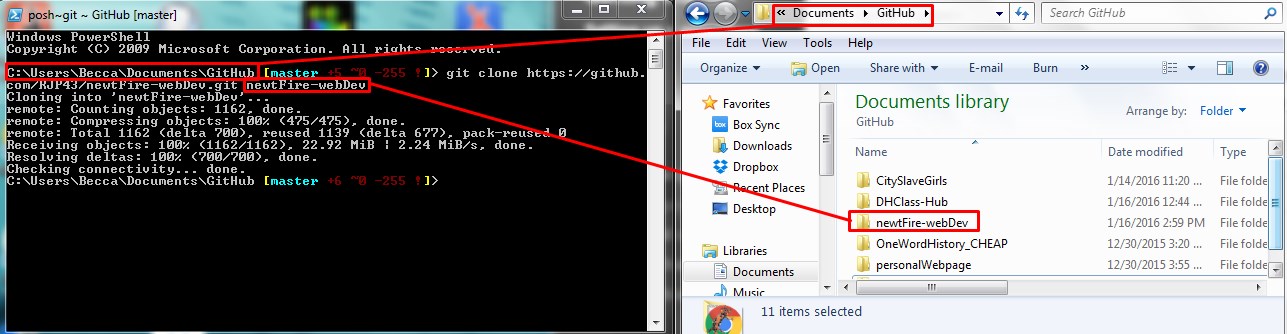 posh~git ~ GitHub [master]
Windows PowerShell
Copyright (C) 2009 Microsoft Corporation. All rights reserved.
C:\Users\Becca\Documents\GitHub [master +5 ~0 -255 !]> git clone https://github.
com/RJP43/newtFire-webDev.git newtFire-webDev
Cloning into 'newtFire-webDev'...
remote: Counting objects: 1162, done.
remote: Compressing objects: 100% (475/475), done.
remote: Total 1162 (delta 700), reused 1139 (delta 677), pack-reused 0
Receiving objects: 100% (1162/1162), 22.92 MiB | 2.24 MiB/s, done.
Resolving deltas: 100% (700/700), done.
Checking connectivity... done.
C:\Users\Becca\Documents\GitHub [master +6 ~0 -255 !]>
« Documents GitHub
Search GitHub
File Edit View Tools Help
Organize Open Share with E-mail Burn »
Favorites
Box Sync
Downloads
Dropbox
Recent Places
Desktop
Libraries
Documents
Music
Documents library
GitHub
Arrange by: Folder
Name Date modified Type
CitySlaveGirls 1/14/2016 11:20 ... File folde
DHClass-Hub 1/16/2016 12:44 ... File folde
newtFire-webDev 1/16/2016 2:59 PM File folde
OneWordHistory_CHEAP 12/30/2015 3:20 ... File folde
personalWebpage 12/30/2015 3:55 ... File folde
11 items selected